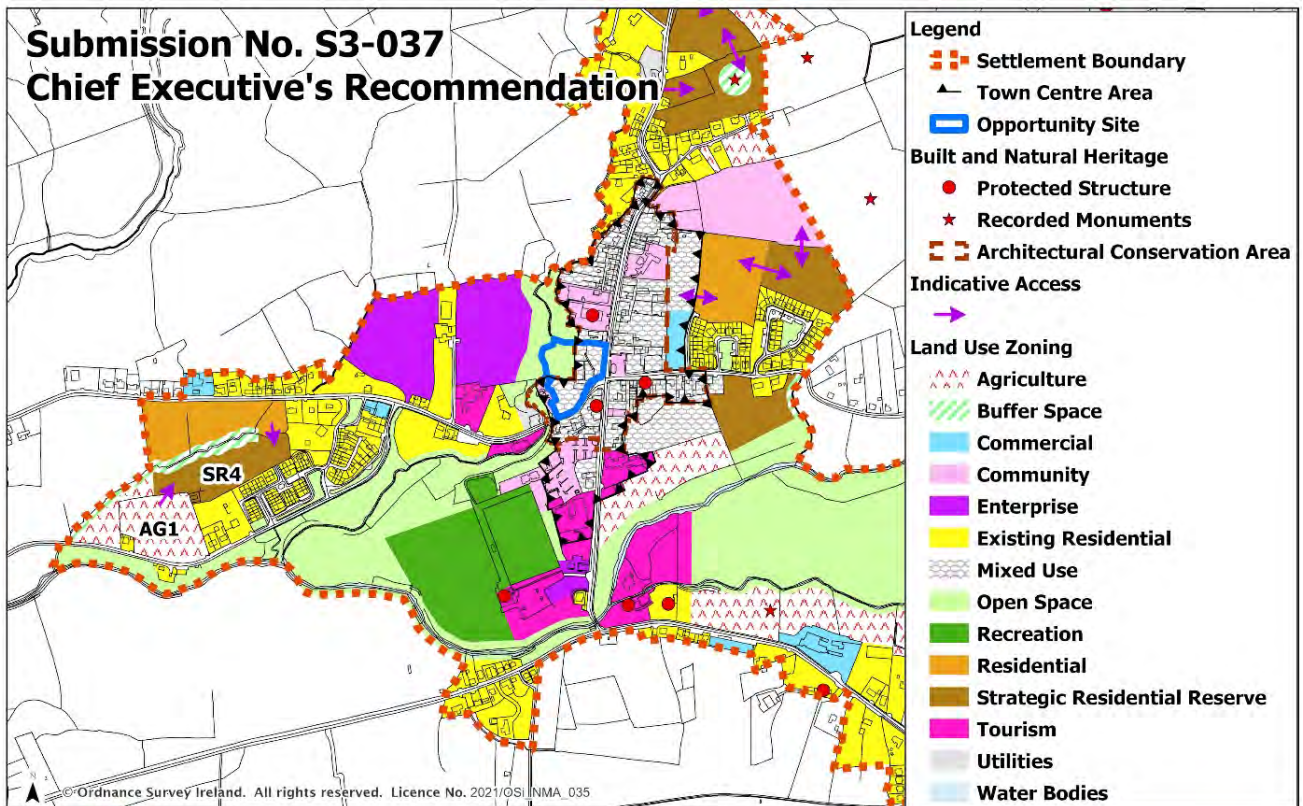 Submission No. S3-037
Chief Executive's Recommendation
SR4
AG1
N
© Ordnance Survey Ireland. All rights reserved. Licence No. 2021/OSi_NMA_035
Legend
Settlement Boundary
Town Centre Area
Opportunity Site
Built and Natural Heritage
Protected Structure
Recorded Monuments
Architectural Conservation Area
Indicative Access
Land Use Zoning
Agriculture
Buffer Space
Commercial
Community
Enterprise
Existing Residential
Mixed Use
Open Space
Recreation
Residential
Strategic Residential Reserve
Tourism
Utilities
Water Bodies